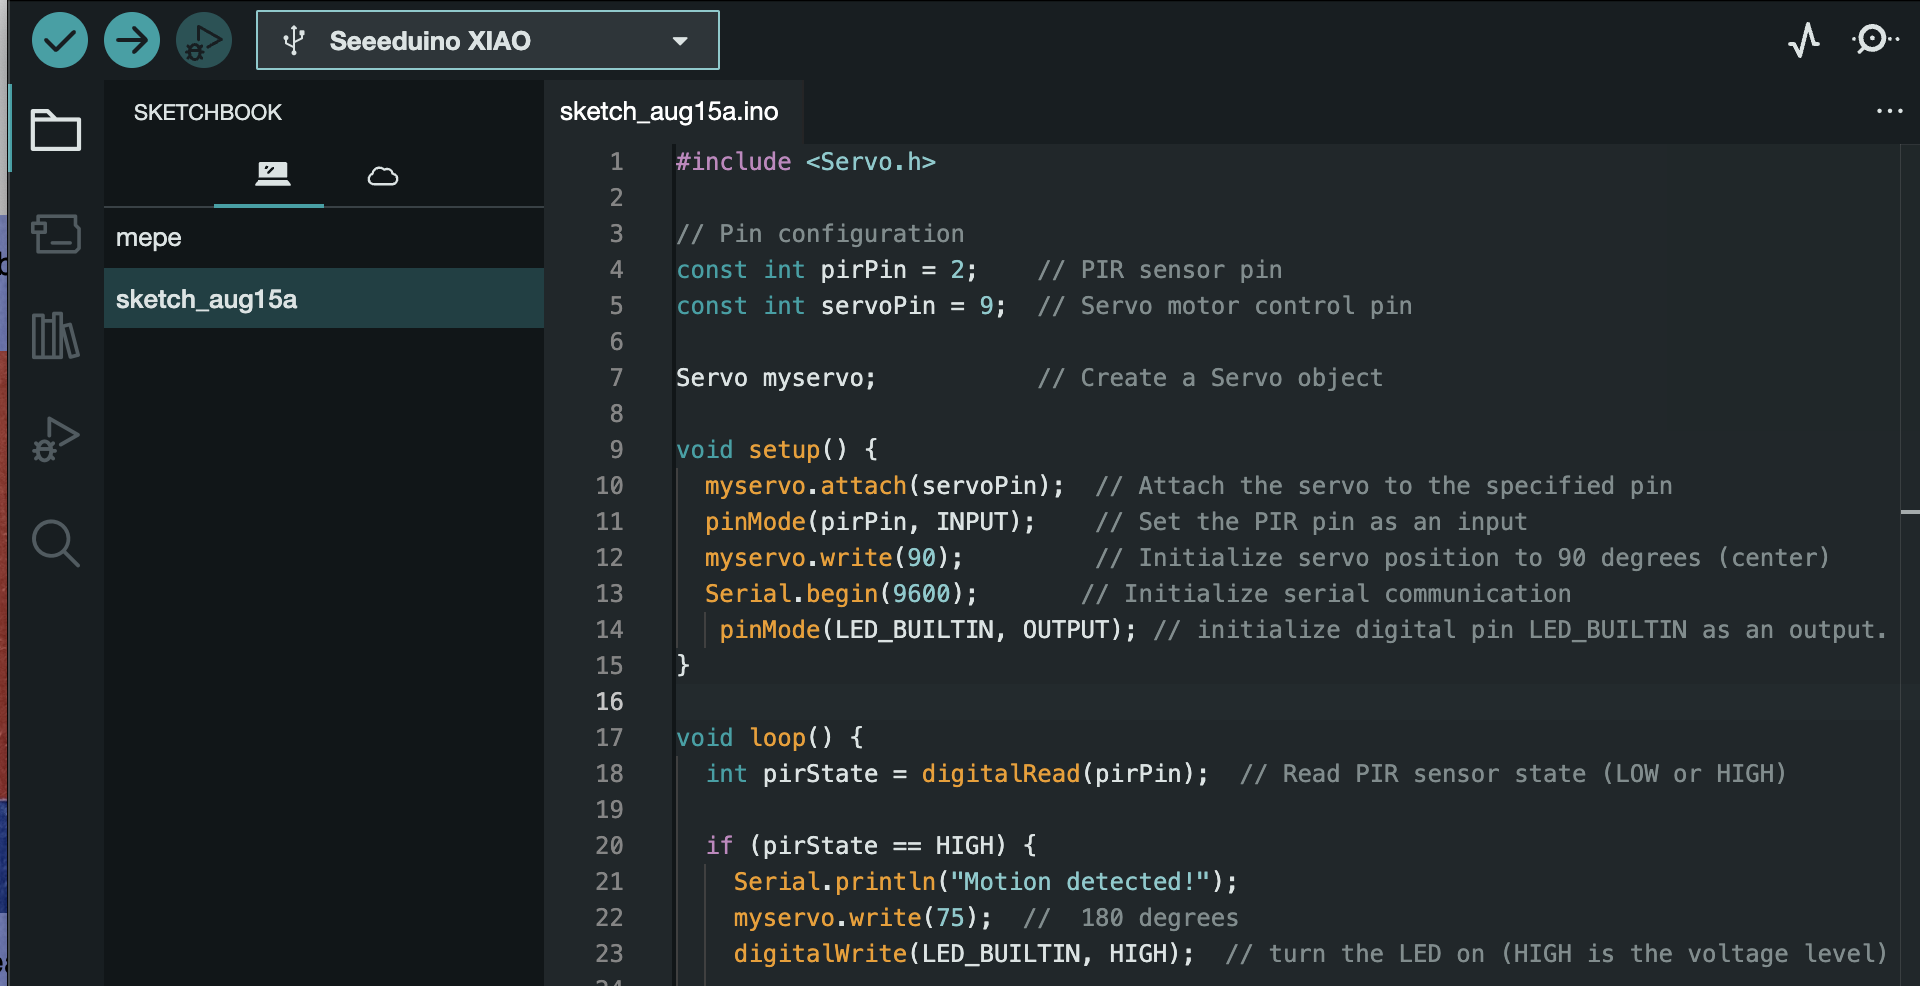 Seeeduino XIAO
SKETCHBOOK
mepe
sketch_aug15a
sketch_aug15a.ino
1 #include <Servo.h>
2
3 // Pin configuration
4 const int pirPin = 2;    // PIR sensor pin
5 const int servoPin = 9;  // Servo motor control pin
6
7 Servo myservo;           // Create a Servo object
8
9 void setup() {
10   myservo.attach(servoPin);  // Attach the servo to the specified pin
11   pinMode(pirPin, INPUT);    // Set the PIR pin as an input
12   myservo.write(90);         // Initialize servo position to 90 degrees (center)
13   Serial.begin(9600);       // Initialize serial communication
14    pinMode(LED_BUILTIN, OUTPUT); // initialize digital pin LED_BUILTIN as an output.
15 }
16
17 void loop() {
18   int pirState = digitalRead(pirPin);  // Read PIR sensor state (LOW or HIGH)
19
20   if (pirState == HIGH) {
21     Serial.println("Motion detected!");
22     myservo.write(75);  //  180 degrees
23     digitalWrite(LED_BUILTIN, HIGH);  // turn the LED on (HIGH is the voltage level)